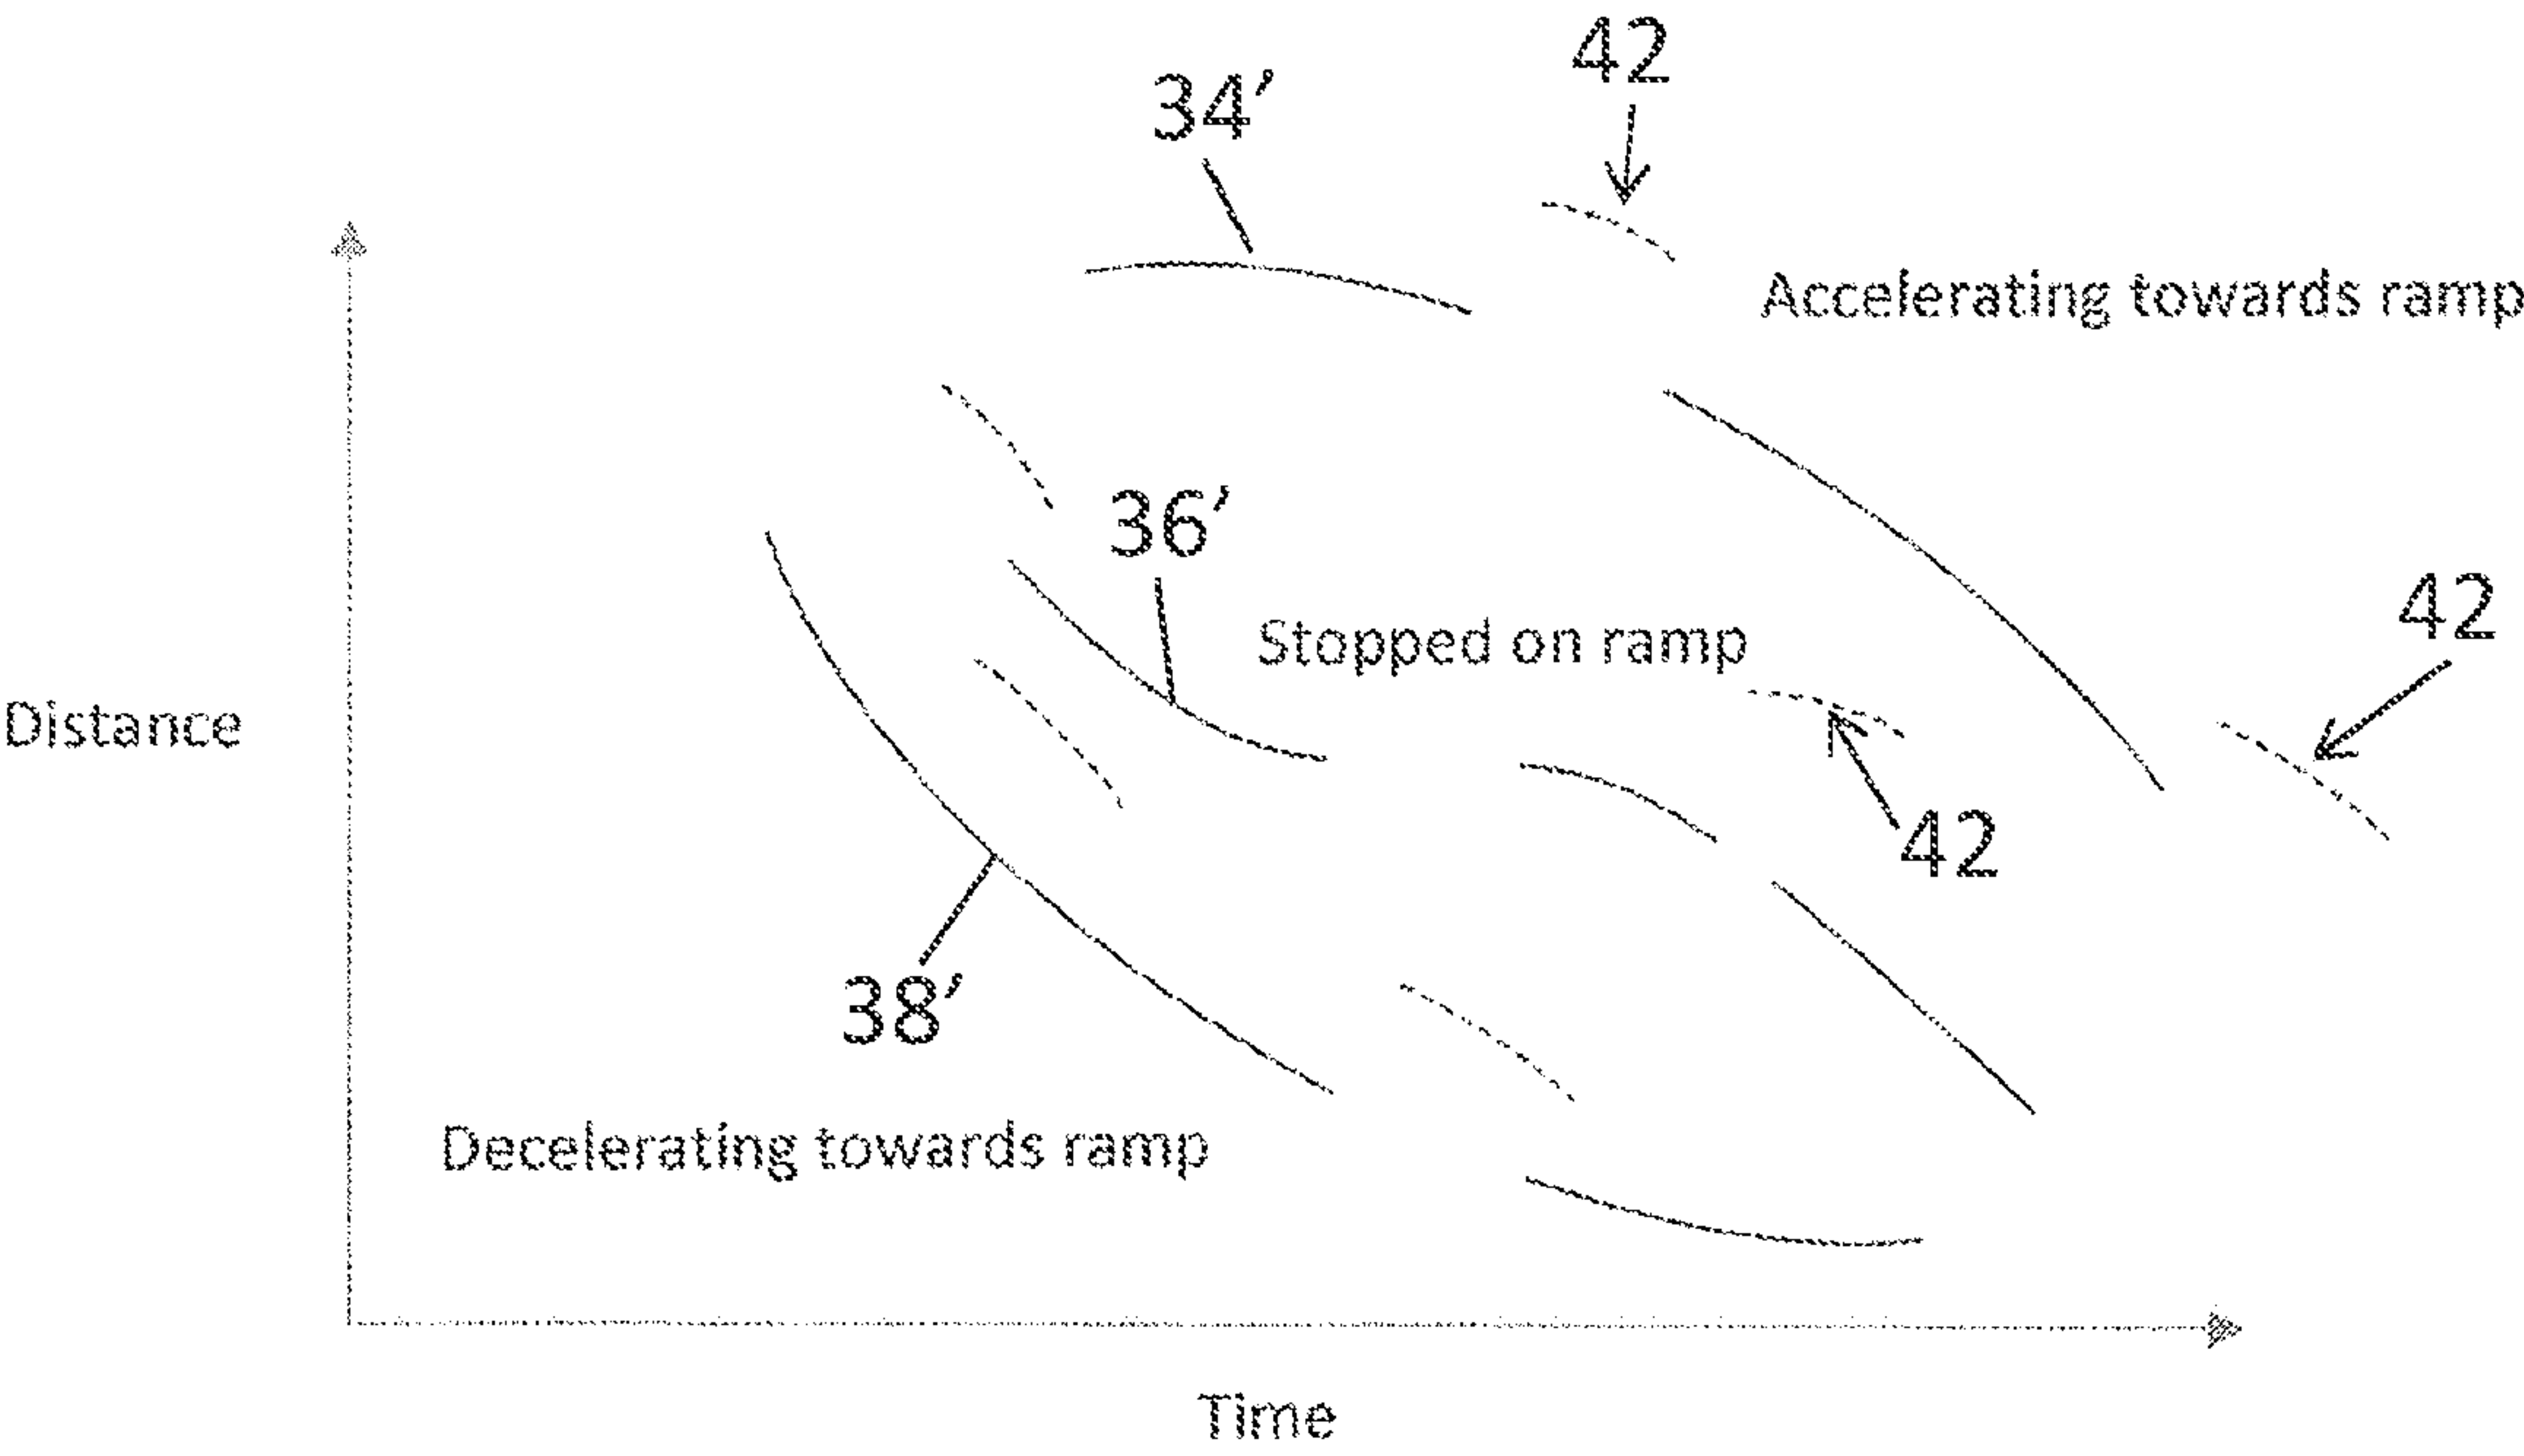 42
34’
Accelerating towards ramp
36’
42
Stopped on ramp
Distance
42
38’
Decelerating towards ramp
Time